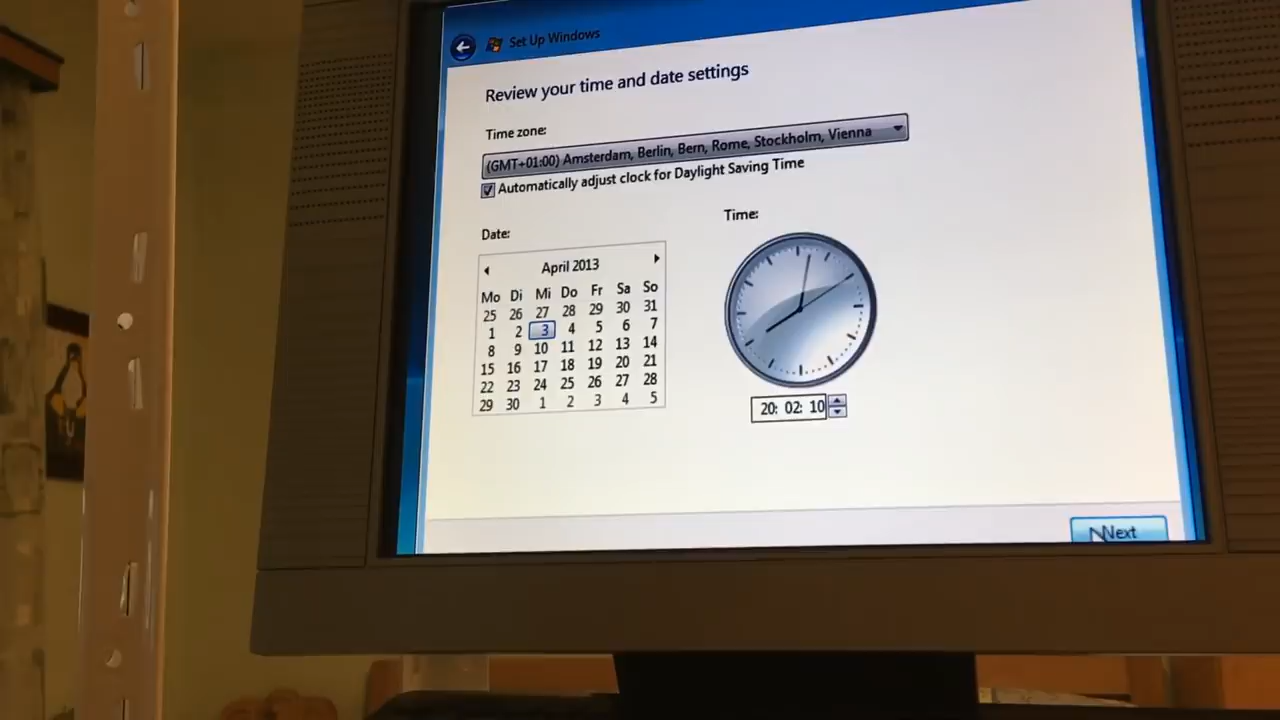 Set Up Windows
Review your time and date settings
Time zone:
(GMT+01:00) Amsterdam, Berlin, Bern, Rome, Stockholm, Vienna
Automatically adjust clock for Daylight Saving Time
Date:
Time:
April 2013
Mo Di Mi Do Fr Sa So
25 26 27 28 29 30 31
1 2 3 4 5 6 7
8 9 10 11 12 13 14
15 16 17 18 19 20 21
22 23 24 25 26 27 28
29 30 1 2 3 4 5
20: 02: 10
Next